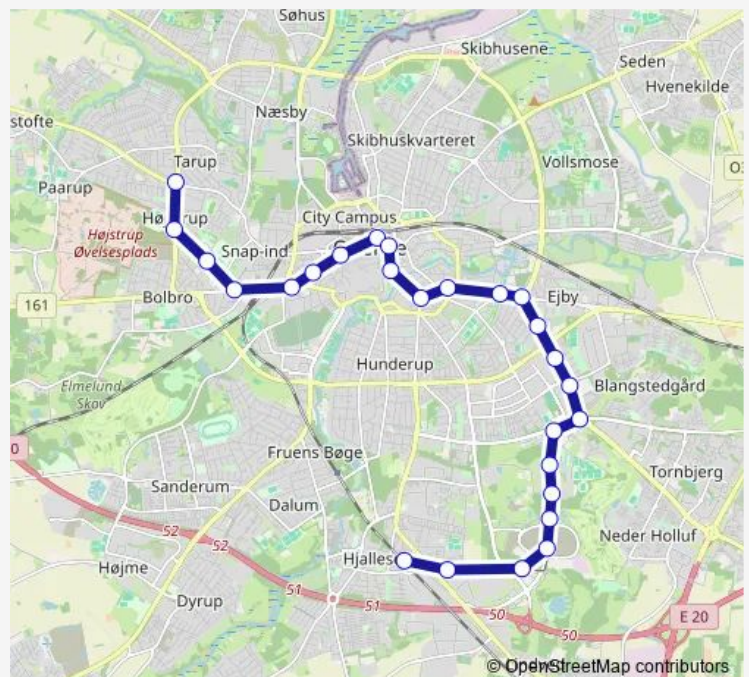 Søhus
Skibhusene
Seden
Hvenekilde
Næsby
stofte
Skibhuskvarteret
Tarup
Vollsmose
Paarup
City Campus
Højstrup
Øvelsesplads
Snap-ind
161
Bolbro
Ejby
Hunderup
Elmelund
Skov
Blangstedgård
Fruens Bøge
Tornbjerg
Sanderum
Dalum
52
Neder Holluf
52
Hjalles
Højme
51
Dyrup
51
50
E 20
50
© OpenStreetMap contributors